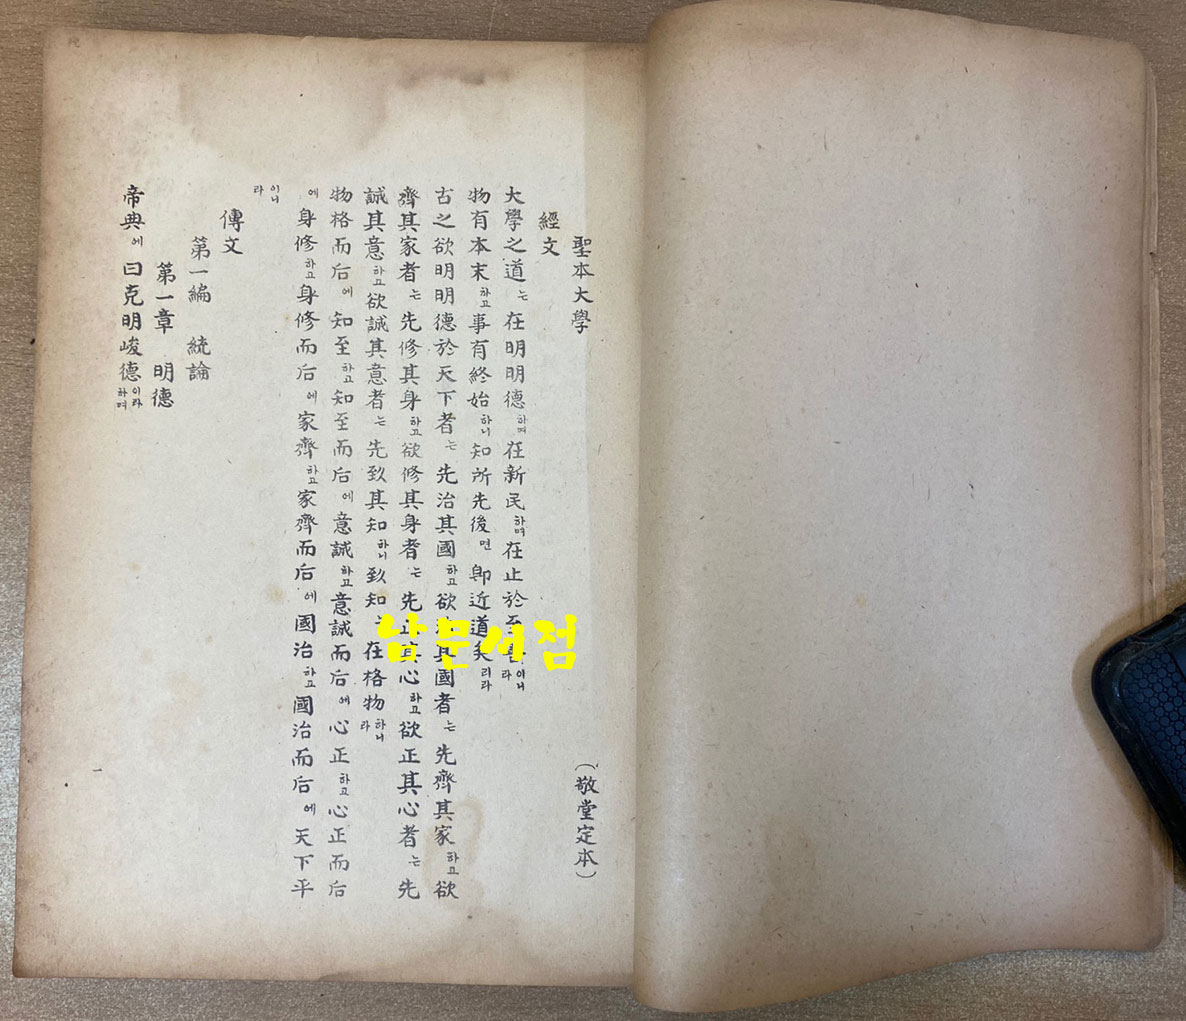 聖本大學 (敬堂定本)
經文
大學之道는在明明德하며在新民하며在止於至善이니라
物有本末하고事有終始하니知所先後면卽近道矣리라
古之欲明明德於天下者는先治其國하고欲治其國者는先齊其家하고欲
齊其家者는先修其身하고欲修其身者는先正其心하고欲正其心者는先
誠其意하고欲誠其意者는先致其知하니致知는在格物하니라
物格而后에知至하고知至而后에意誠하고意誠而后에心正하고心正而后
에身修하고身修而后에家齊하고家齊而后에國治하고國治而后에天下平
이니라
傳文
第一編 統論
第一章 明德
帝典에曰克明峻德이라하며
一
남문서점